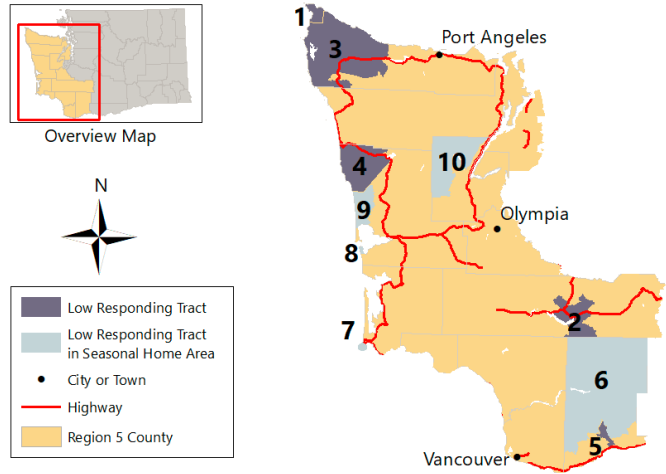 1
3
Port Angeles
Overview Map
4
10
N
9
Olympia
8
Low Responding Tract
Low Responding Tract
in Seasonal Home Area
City or Town
Highway
Region 5 County
7
2
6
5
Vancouver